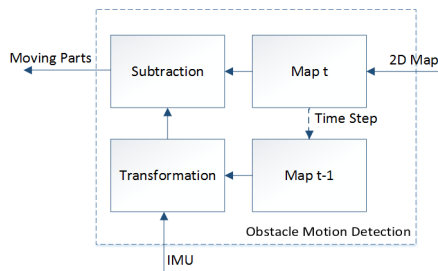 Moving Parts
Subtraction
Map t
2D Map
Time Step
Transformation
Map t-1
Obstacle Motion Detection
IMU